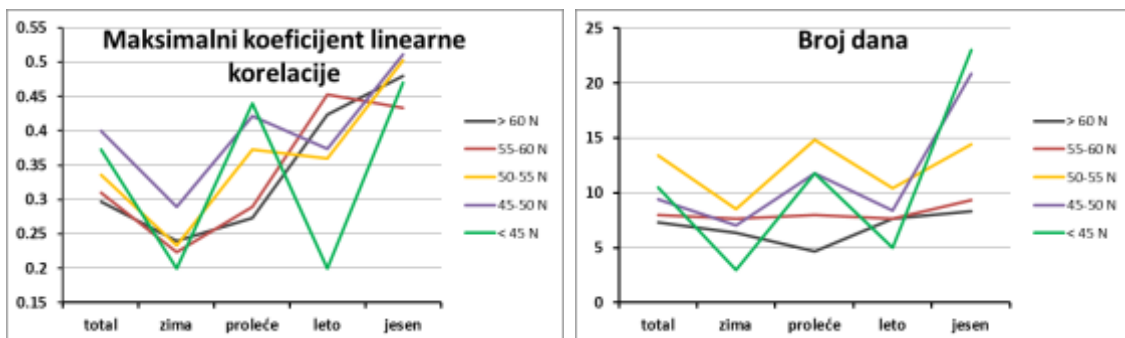 Maksimalni koeficijent linearne
korelacije
0.55
0.5
0.45
0.4
0.35
0.3
0.25
0.2
0.15
total zima proleće leto jesen
> 60 N
55-60 N
50-55 N
45-50 N
< 45 N
Broj dana
25
20
15
10
5
0
total zima proleće leto jesen
> 60 N
55-60 N
50-55 N
45-50 N
< 45 N